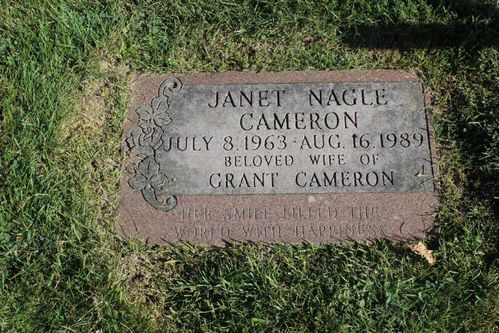 JANET NAGLE
CAMERON
JULY 8, 1963 - AUG. 16, 1989
BELOVED WIFE OF
GRANT CAMERON
HER SMILE FILLED THE
WORLD WITH HAPPINESS